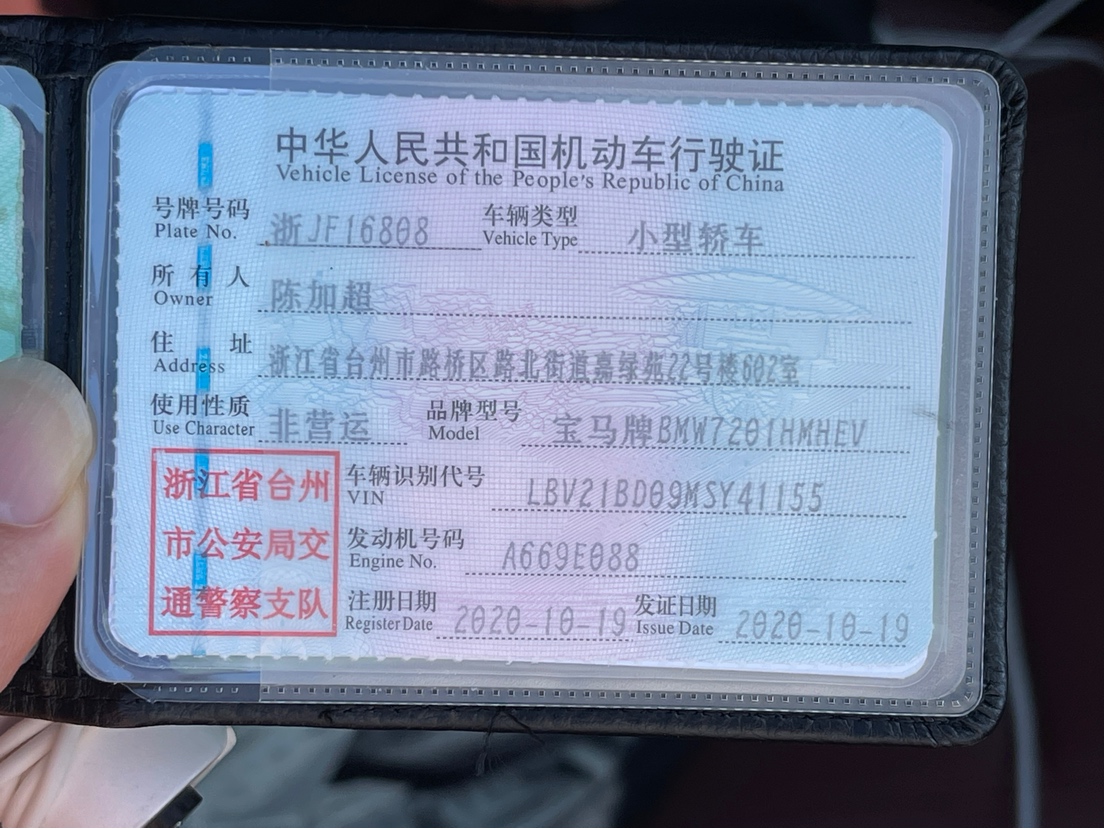 中华人民共和国机动车行驶证
Vehicle License of the People's Republic of China
号牌号码 浙JF16808 车辆类型 小型轿车
Plate No. Vehicle Type
所有人 陈加超
Owner
住址 浙江省台州市路桥区路北街道嘉绿苑22号楼602室
Address
使用性质 非营运 品牌型号 宝马牌BMW7201HMHEV
Use Character Model
浙江省台州 车辆识别代号 LBV21BD09MSY41155
VIN
市公安局交 发动机号码 A669E088
Engine No.
通警察支队 注册日期 2020-10-19 发证日期 2020-10-19
Register Date Issue Date